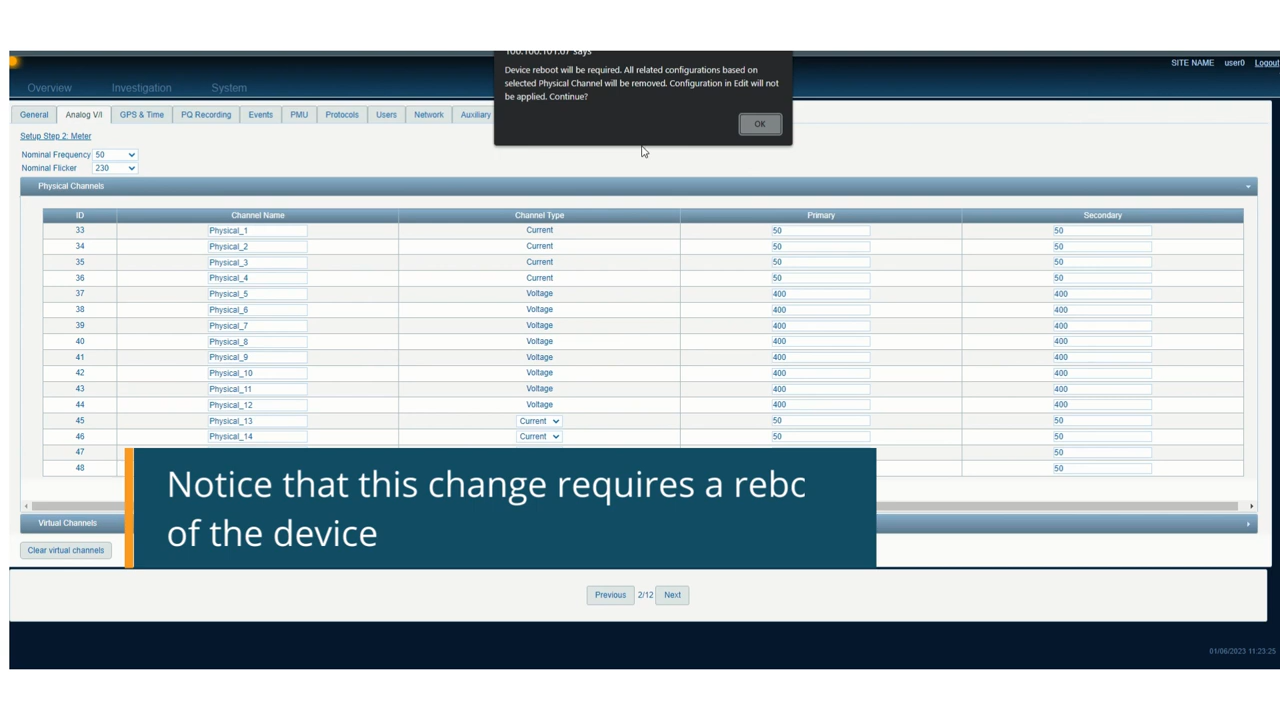 says
Device reboot will be required. All related configurations based on
selected Physical Channel will be removed. Configuration in Edit will not
be applied. Continue?
OK
SITE NAME user0 Logout
Overview Investigation System
General Analog V/I GPS & Time PQ Recording Events PMU Protocols Users Network Auxiliary
Setup Step 2: Meter
Nominal Frequency 50
Nominal Flicker 230
Physical Channels
ID Channel Name Channel Type Primary Secondary
33 Physical_1 Current 50 50
34 Physical_2 Current 50 50
35 Physical_3 Current 50 50
36 Physical_4 Current 50 50
37 Physical_5 Voltage 400 400
38 Physical_6 Voltage 400 400
39 Physical_7 Voltage 400 400
40 Physical_8 Voltage 400 400
41 Physical_9 Voltage 400 400
42 Physical_10 Voltage 400 400
43 Physical_11 Voltage 400 400
44 Physical_12 Voltage 400 400
45 Physical_13 Current 50 50
46 Physical_14 Current 50 50
47 50
48 50
Notice that this change requires a rebo
of the device
Virtual Channels
Clear virtual channels
Previous 2/12 Next
01/06/2023 11:23:25